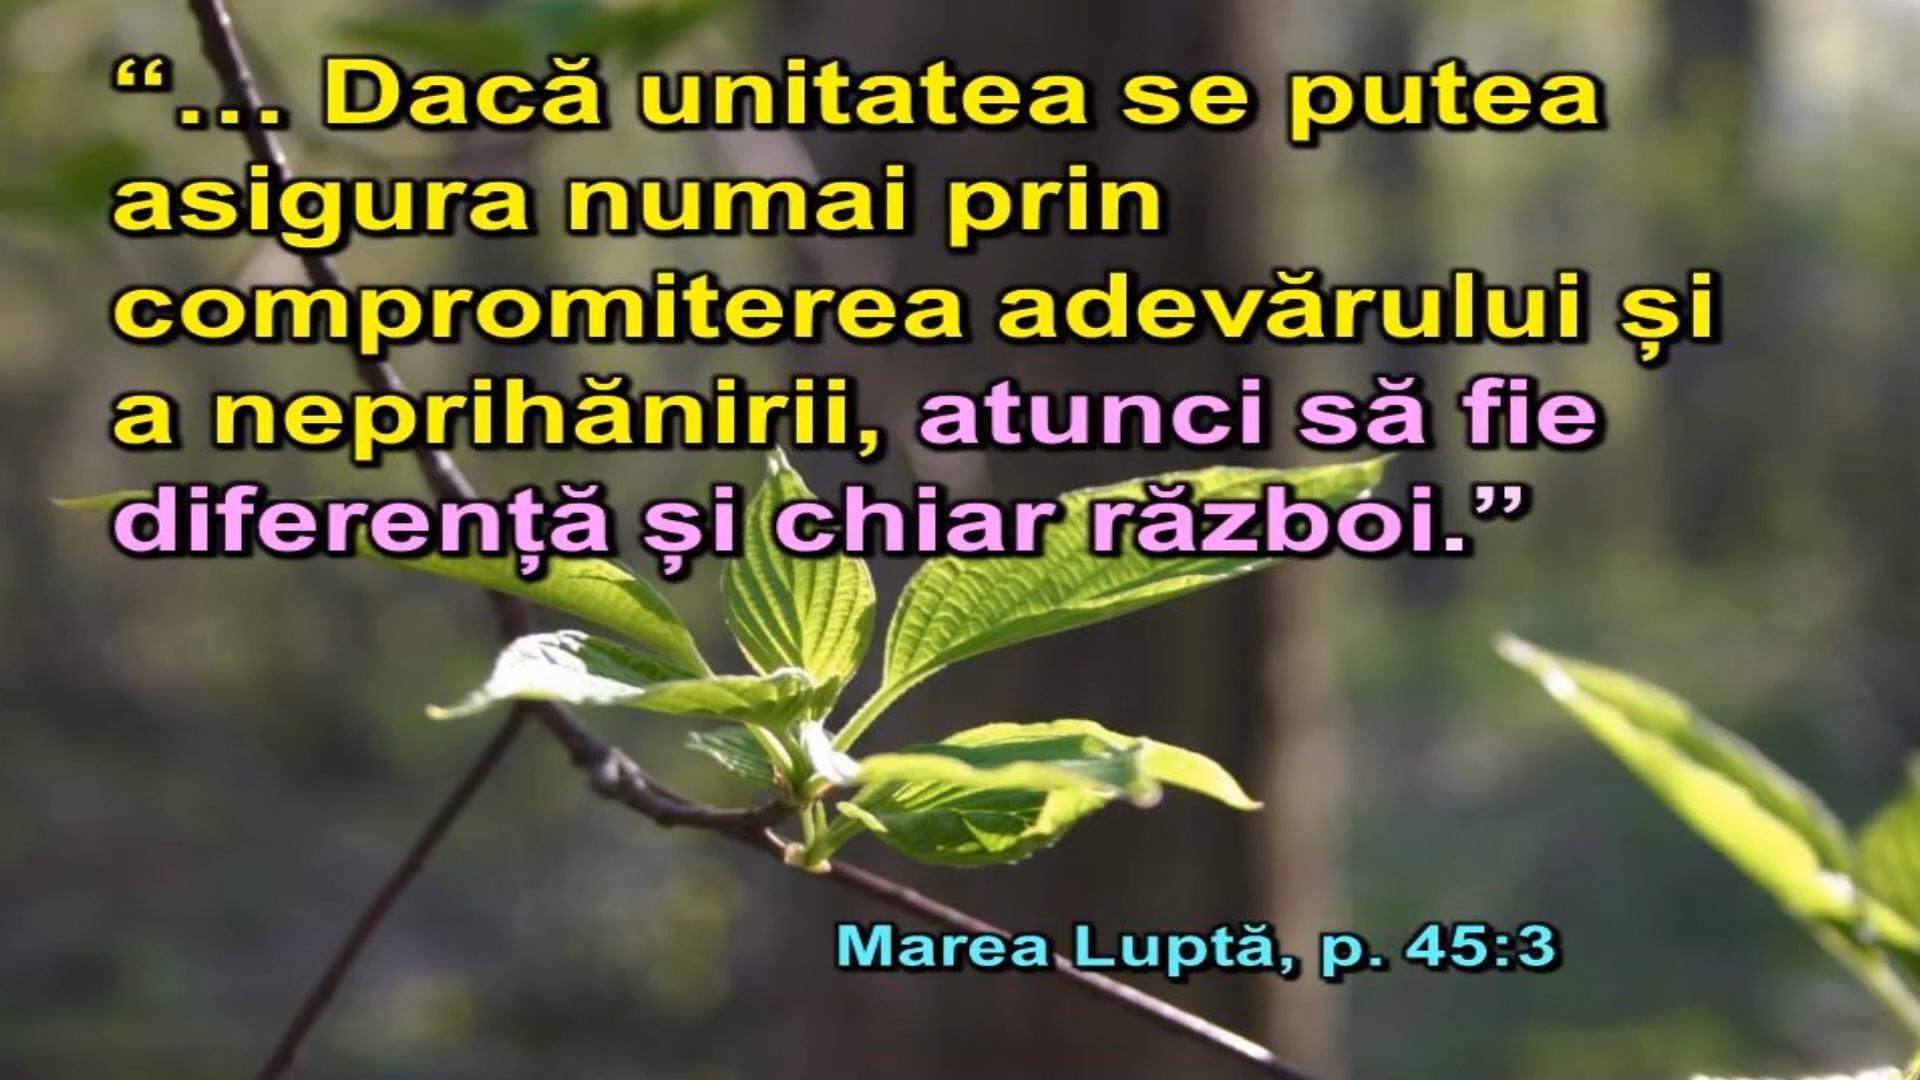 “… Dacă unitatea se putea
asigura numai prin
compromiterea adevărului și
a neprihănirii, atunci să fie
diferență și chiar război.”
Marea Luptă, p. 45:3